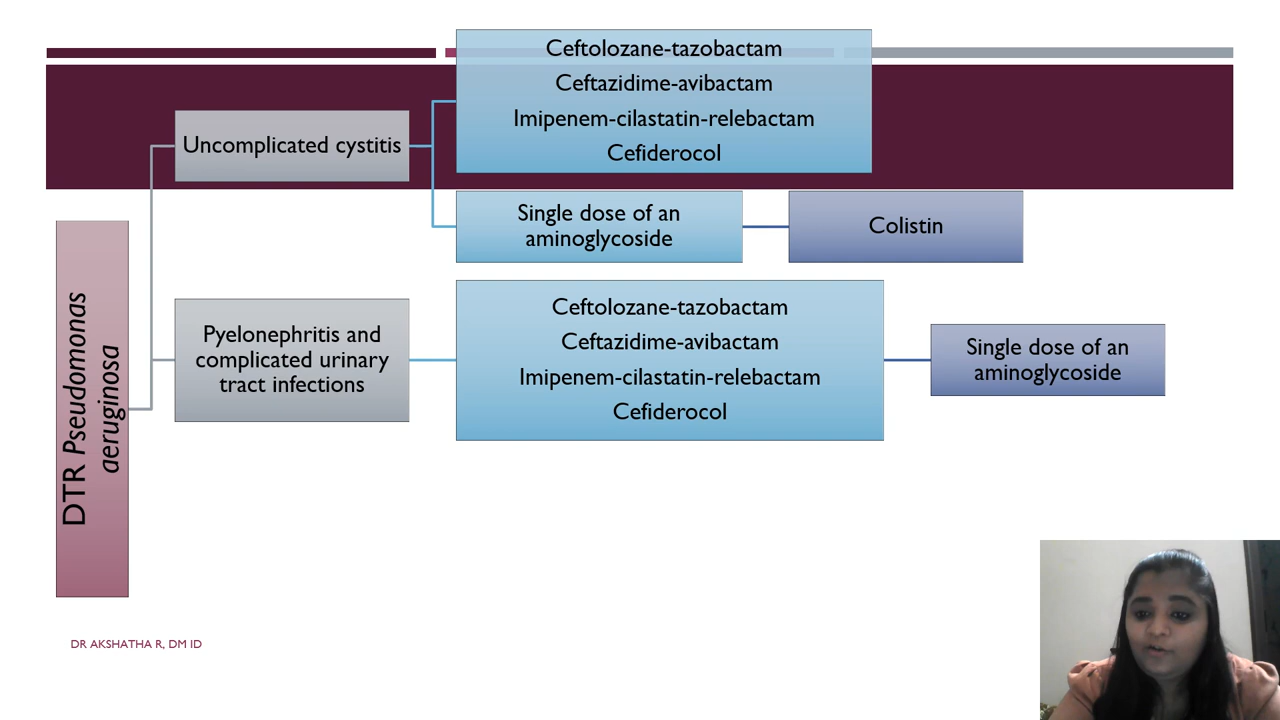 DTR Pseudomonas
aeruginosa
Uncomplicated cystitis
Ceftolozane-tazobactam
Ceftazidime-avibactam
Imipenem-cilastatin-relebactam
Cefiderocol
Single dose of an
aminoglycoside
Colistin
Pyelonephritis and
complicated urinary
tract infections
Ceftolozane-tazobactam
Ceftazidime-avibactam
Imipenem-cilastatin-relebactam
Cefiderocol
Single dose of an
aminoglycoside
DR AKSHATHA R, DM ID